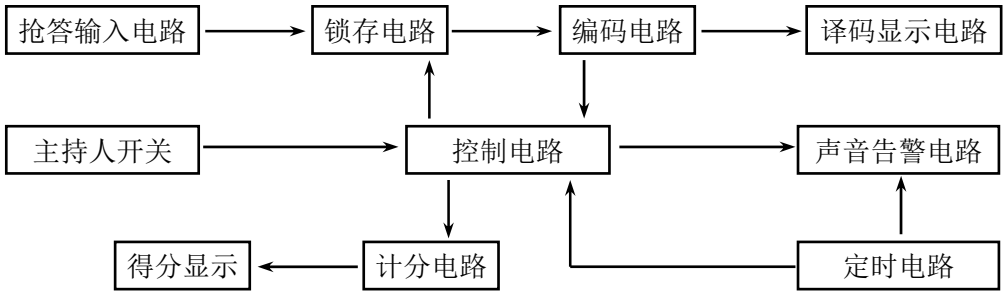 抢答输入电路
锁存电路
编码电路
译码显示电路
主持人开关
控制电路
声音告警电路
得分显示
计分电路
定时电路